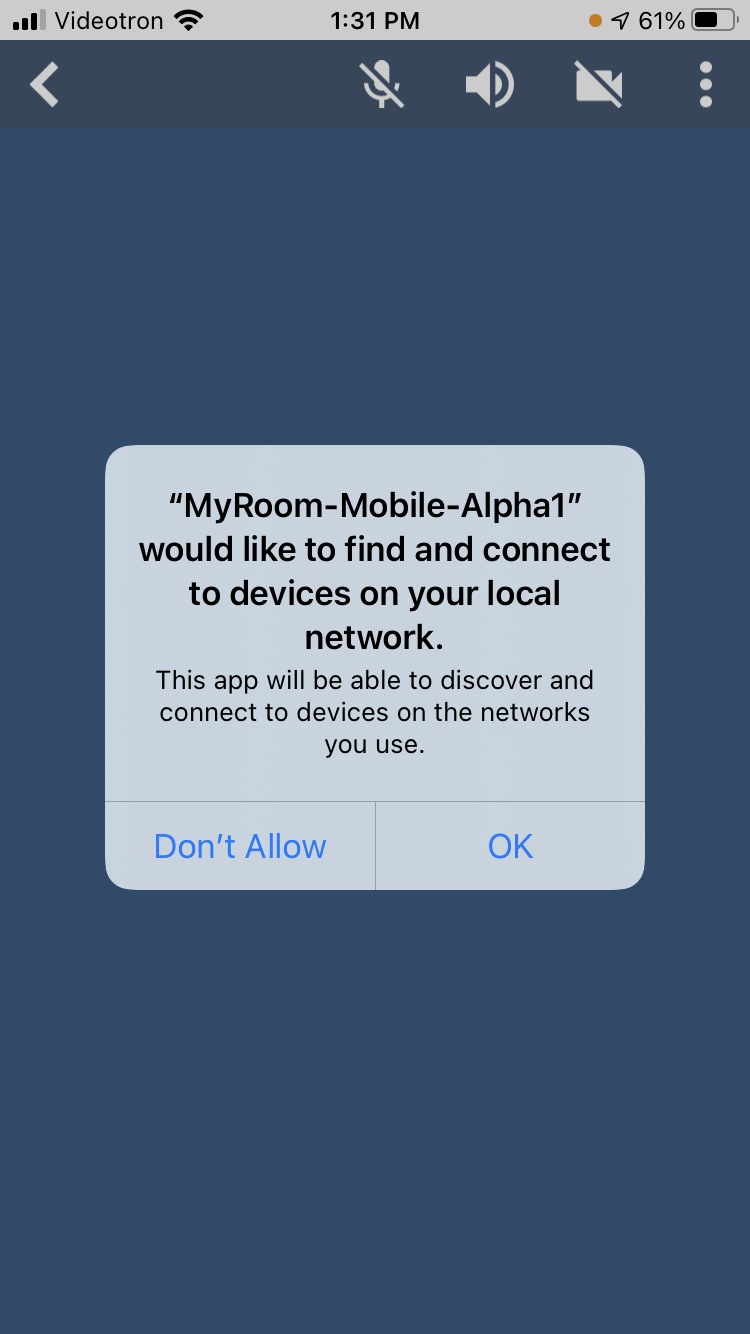 Videotron 1:31 PM 61%
“MyRoom-Mobile-Alpha1”
would like to find and connect
to devices on your local
network.
This app will be able to discover and
connect to devices on the networks
you use.
Don’t Allow OK